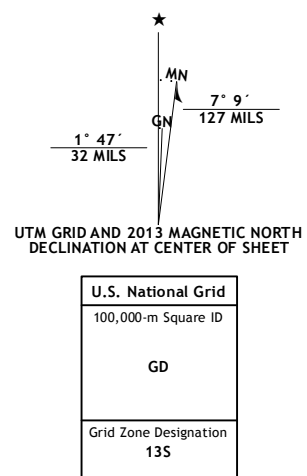 MN
GN
7° 9´
127 MILS
1° 47´
32 MILS
UTM GRID AND 2013 MAGNETIC NORTH
DECLINATION AT CENTER OF SHEET
U.S. National Grid
100,000-m Square ID
GD
Grid Zone Designation
13S